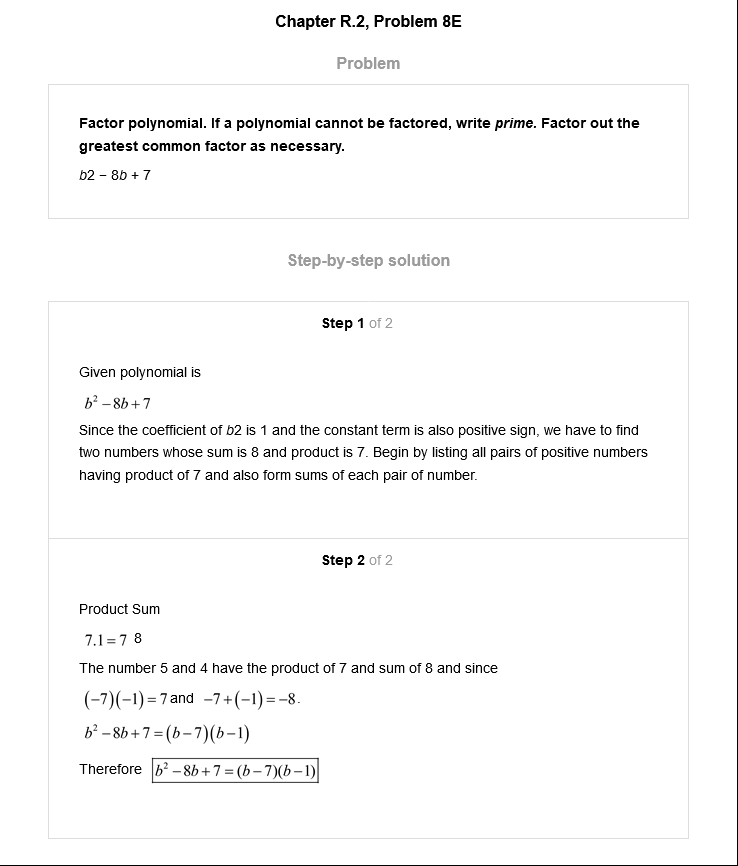 Chapter R.2, Problem 8E
Problem
Factor polynomial. If a polynomial cannot be factored, write prime. Factor out the
greatest common factor as necessary.
b2 − 8b + 7
Step-by-step solution
Step 1 of 2
Given polynomial is
b² − 8b + 7
Since the coefficient of b2 is 1 and the constant term is also positive sign, we have to find
two numbers whose sum is 8 and product is 7. Begin by listing all pairs of positive numbers
having product of 7 and also form sums of each pair of number.
Step 2 of 2
Product Sum
7.1 = 7 8
The number 5 and 4 have the product of 7 and sum of 8 and since
(−7)(−1) = 7 and −7 + (−1) = −8.
b² − 8b + 7 = (b − 7)(b − 1)
Therefore b² − 8b + 7 = (b − 7)(b − 1)